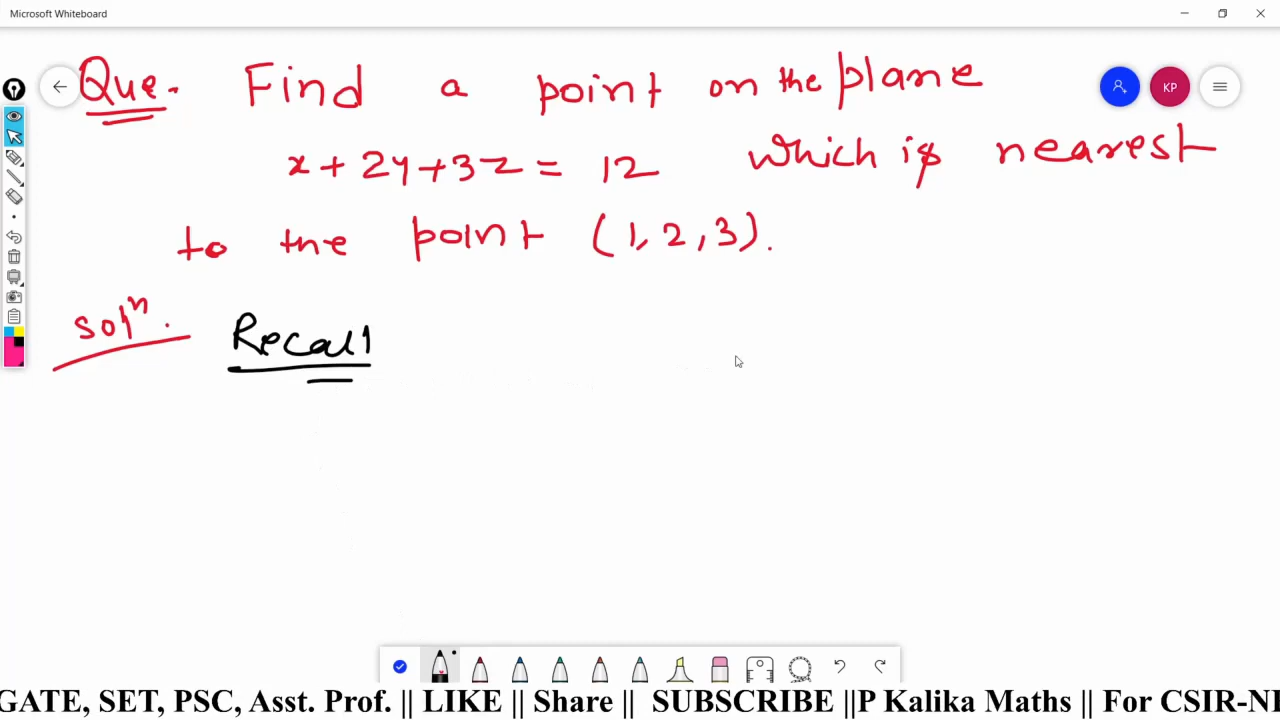 Microsoft Whiteboard
Que. Find a point on the plane
KP
x + 2y + 3z = 12 which is nearest
to the point (1, 2, 3).
Solⁿ.
Recall
GATE, SET, PSC, Asst. Prof. || LIKE || Share || SUBSCRIBE ||P Kalika Maths || For CSIR-NE